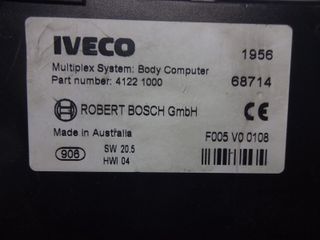 IVECO 1956
Multiplex System: Body Computer
Part number: 4122 1000 68714
ROBERT BOSCH GmbH CE
Made in Australia F005 V0 0108
906 SW 20.5
HWI 04